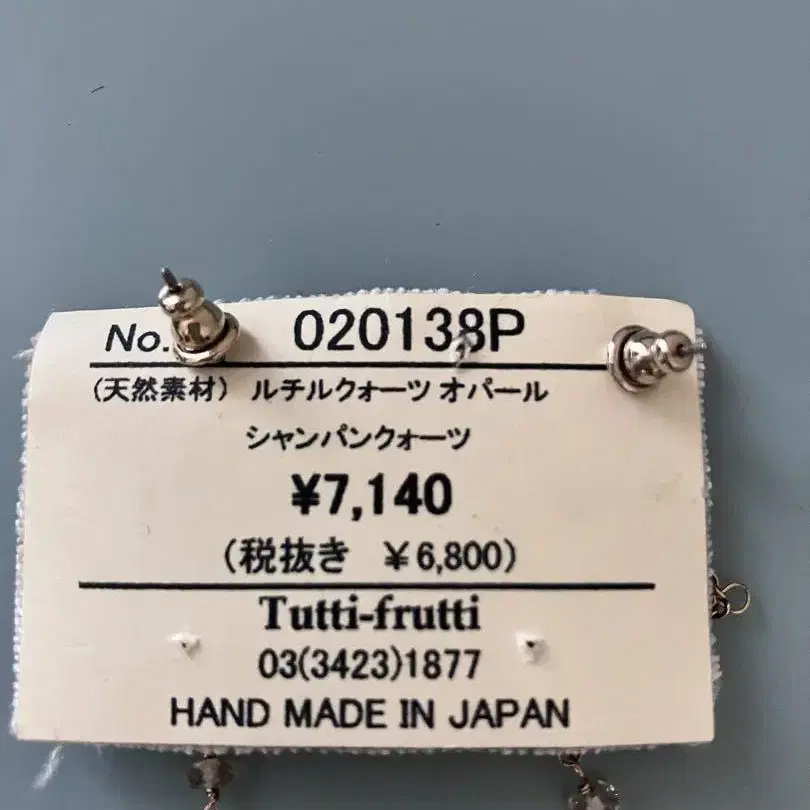 No. 020138P
(天然素材) ルチルクォーツ オパール
シャンパンクォーツ
¥7,140
(税抜き ¥6,800)
Tutti-frutti
03(3423)1877
HAND MADE IN JAPAN